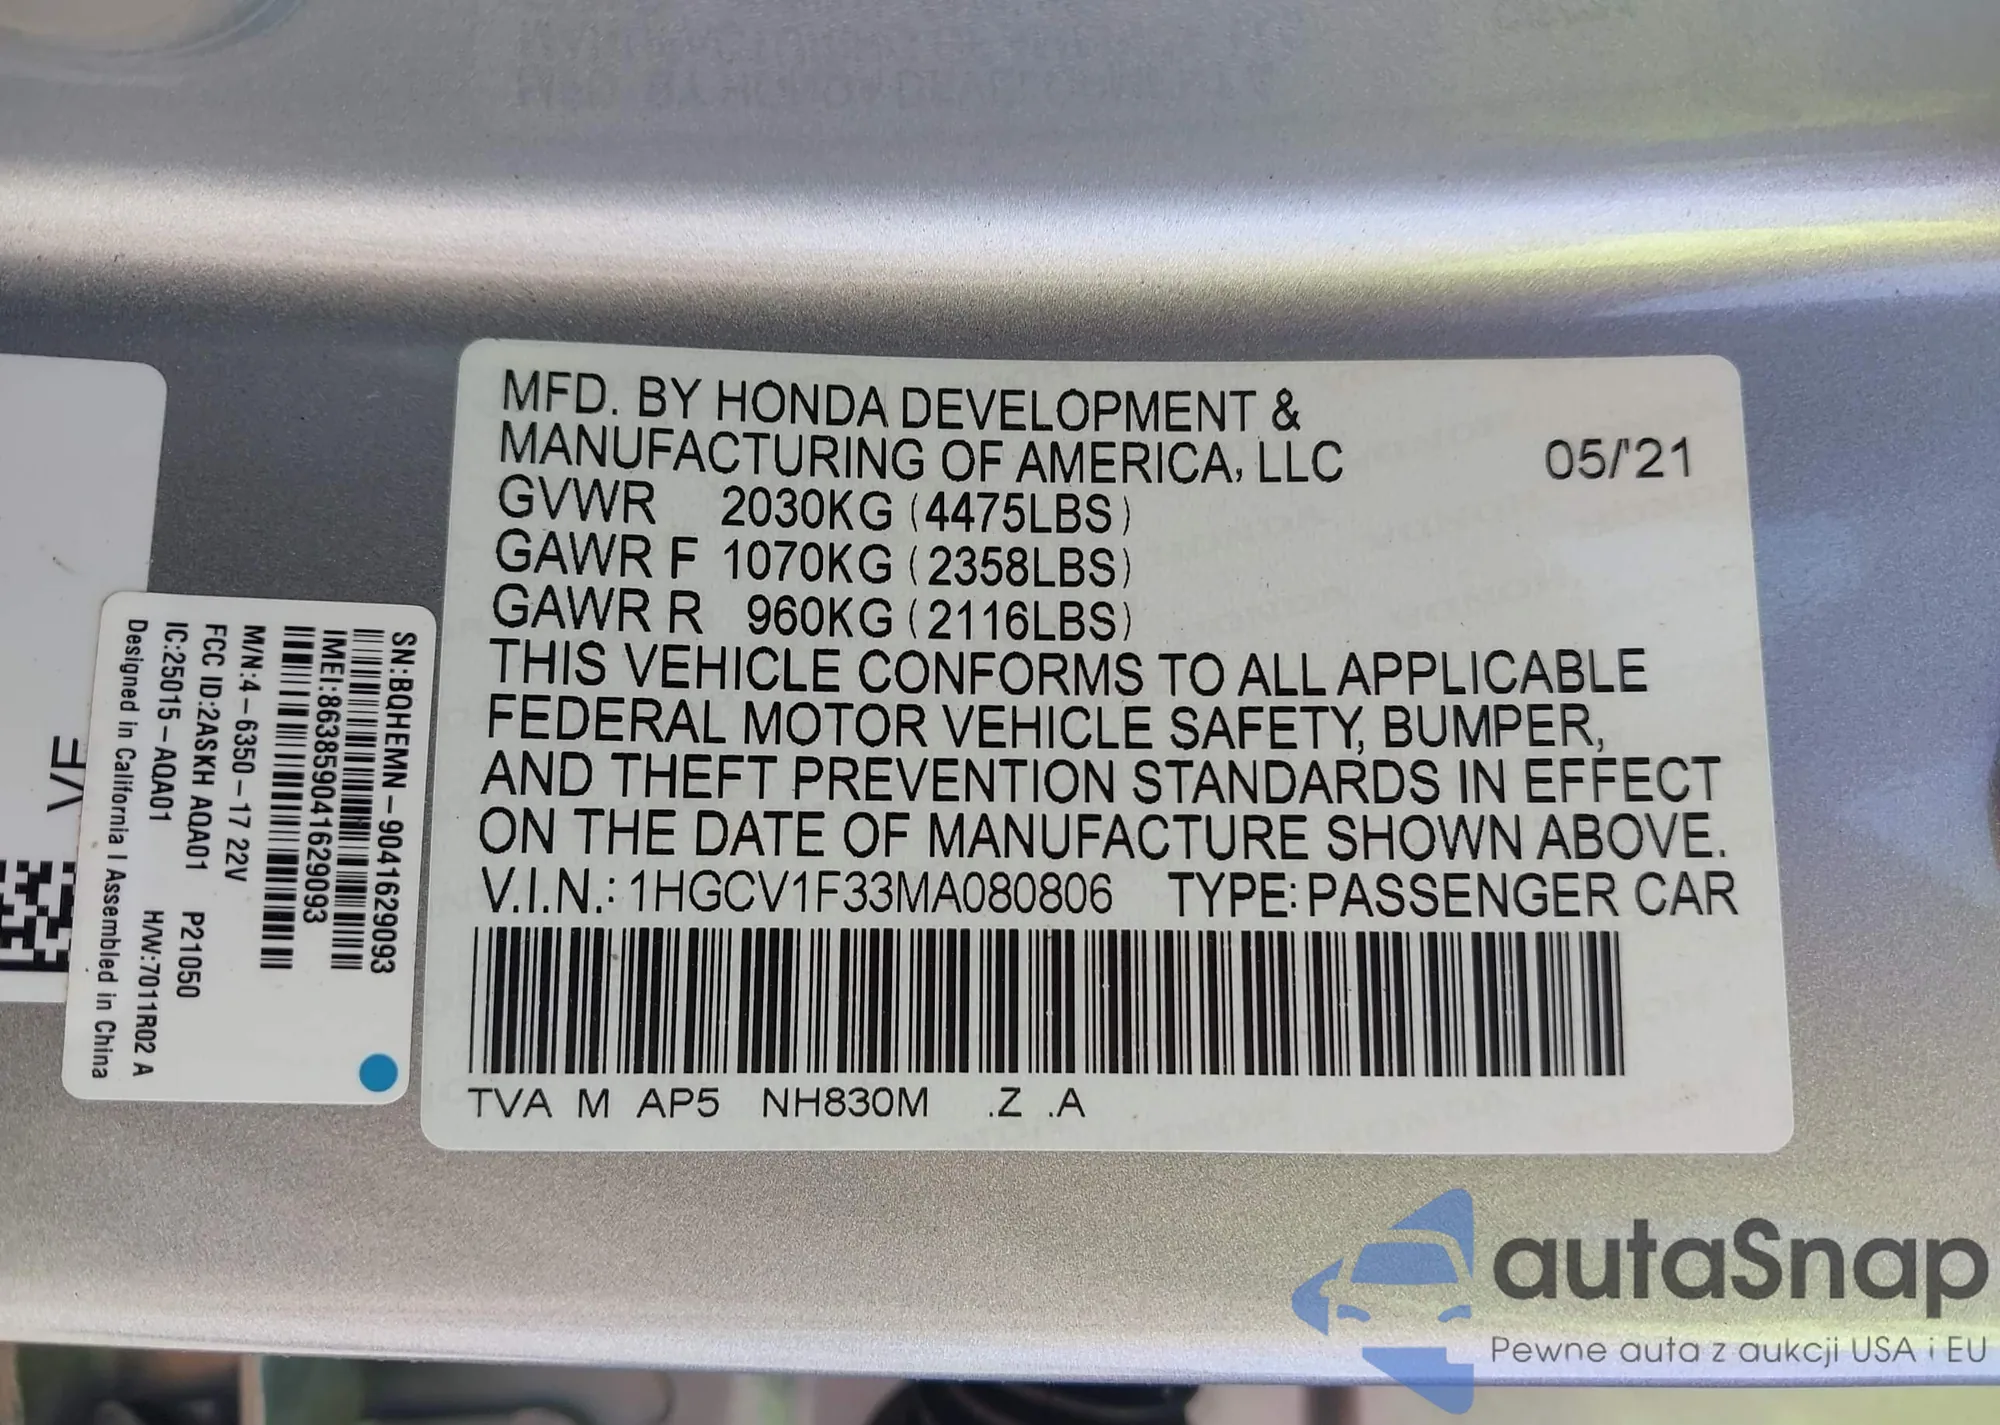 MFD. BY HONDA DEVELOPMENT &
MANUFACTURING OF AMERICA, LLC 05/'21
GVWR 2030KG (4475LBS)
GAWR F 1070KG (2358LBS)
GAWR R 960KG (2116LBS)
THIS VEHICLE CONFORMS TO ALL APPLICABLE
FEDERAL MOTOR VEHICLE SAFETY, BUMPER,
AND THEFT PREVENTION STANDARDS IN EFFECT
ON THE DATE OF MANUFACTURE SHOWN ABOVE.
V.I.N.: 1HGCV1F33MA080806 TYPE: PASSENGER CAR
TVA M AP5 NH830M .Z .A
SN:BQHEMN-90416290​93
IMEI:863859041629093
M/N:4-6350-17 22V
FCC ID:2ASKH AQA01 P21050
IC:25015-AQA01 H/W:7011R02 A
Designed in California | Assembled in China
autaSnap
Pewne auta z aukcji USA i EU